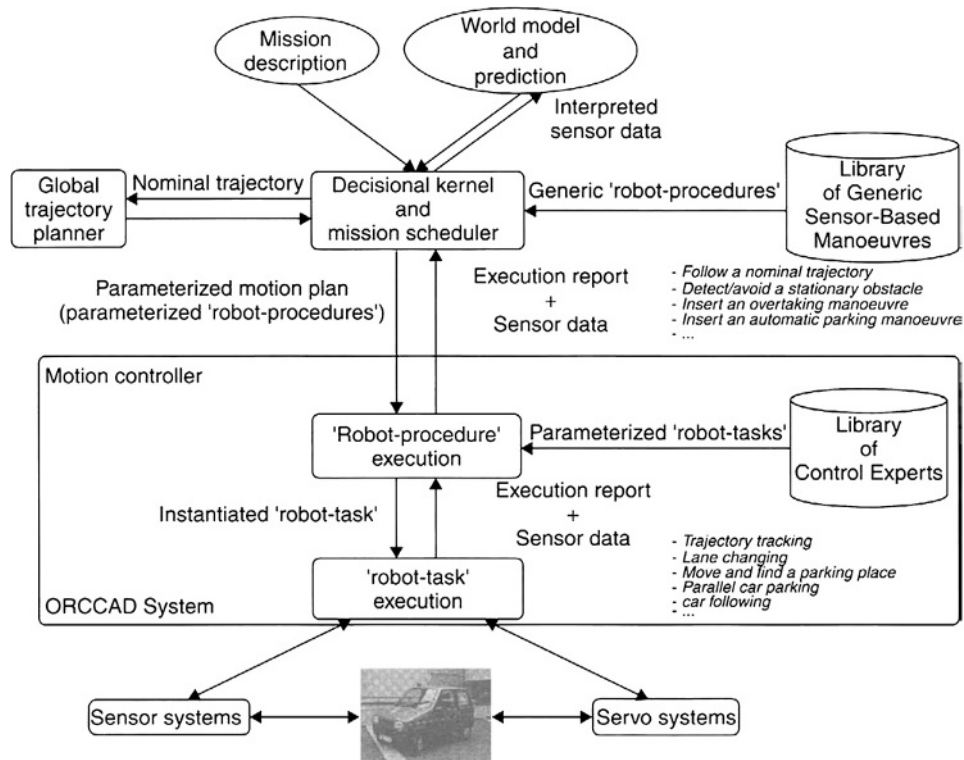 Mission
description
World model
and
prediction
Interpreted
sensor data
Global
trajectory
planner
Nominal trajectory
Decisional kernel
and
mission scheduler
Generic 'robot-procedures'
Library
of Generic
Sensor-Based
Manoeuvres
Parameterized motion plan
(parameterized 'robot-procedures')
Execution report
+
Sensor data
- Follow a nominal trajectory
- Detect/avoid a stationary obstacle
- Insert an overtaking manoeuvre
- Insert an automatic parking manoeuvre
- ...
Motion controller
'Robot-procedure'
execution
Parameterized 'robot-tasks'
Library
of
Control Experts
Instantiated 'robot-task'
Execution report
+
Sensor data
- Trajectory tracking
- Lane changing
- Move and find a parking place
- Parallel car parking
- car following
- ...
'robot-task'
execution
ORCCAD System
Sensor systems
Servo systems